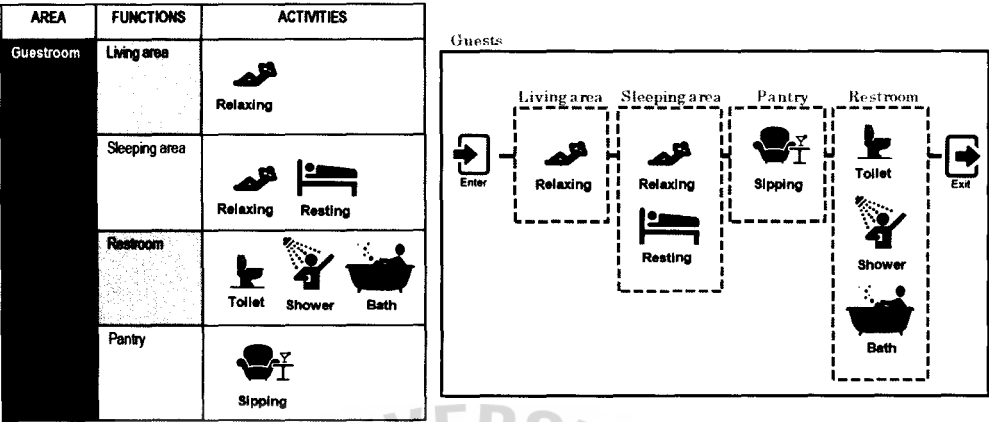 AREA FUNCTIONS ACTIVITIES
Guestroom Living area
Relaxing
Sleeping area
Relaxing Resting
Restroom
Toilet Shower Bath
Pantry
Sipping
Guests
Living area Sleeping area Pantry Restroom
Enter Relaxing Relaxing Sipping Toilet Exit
Resting Shower
Bath